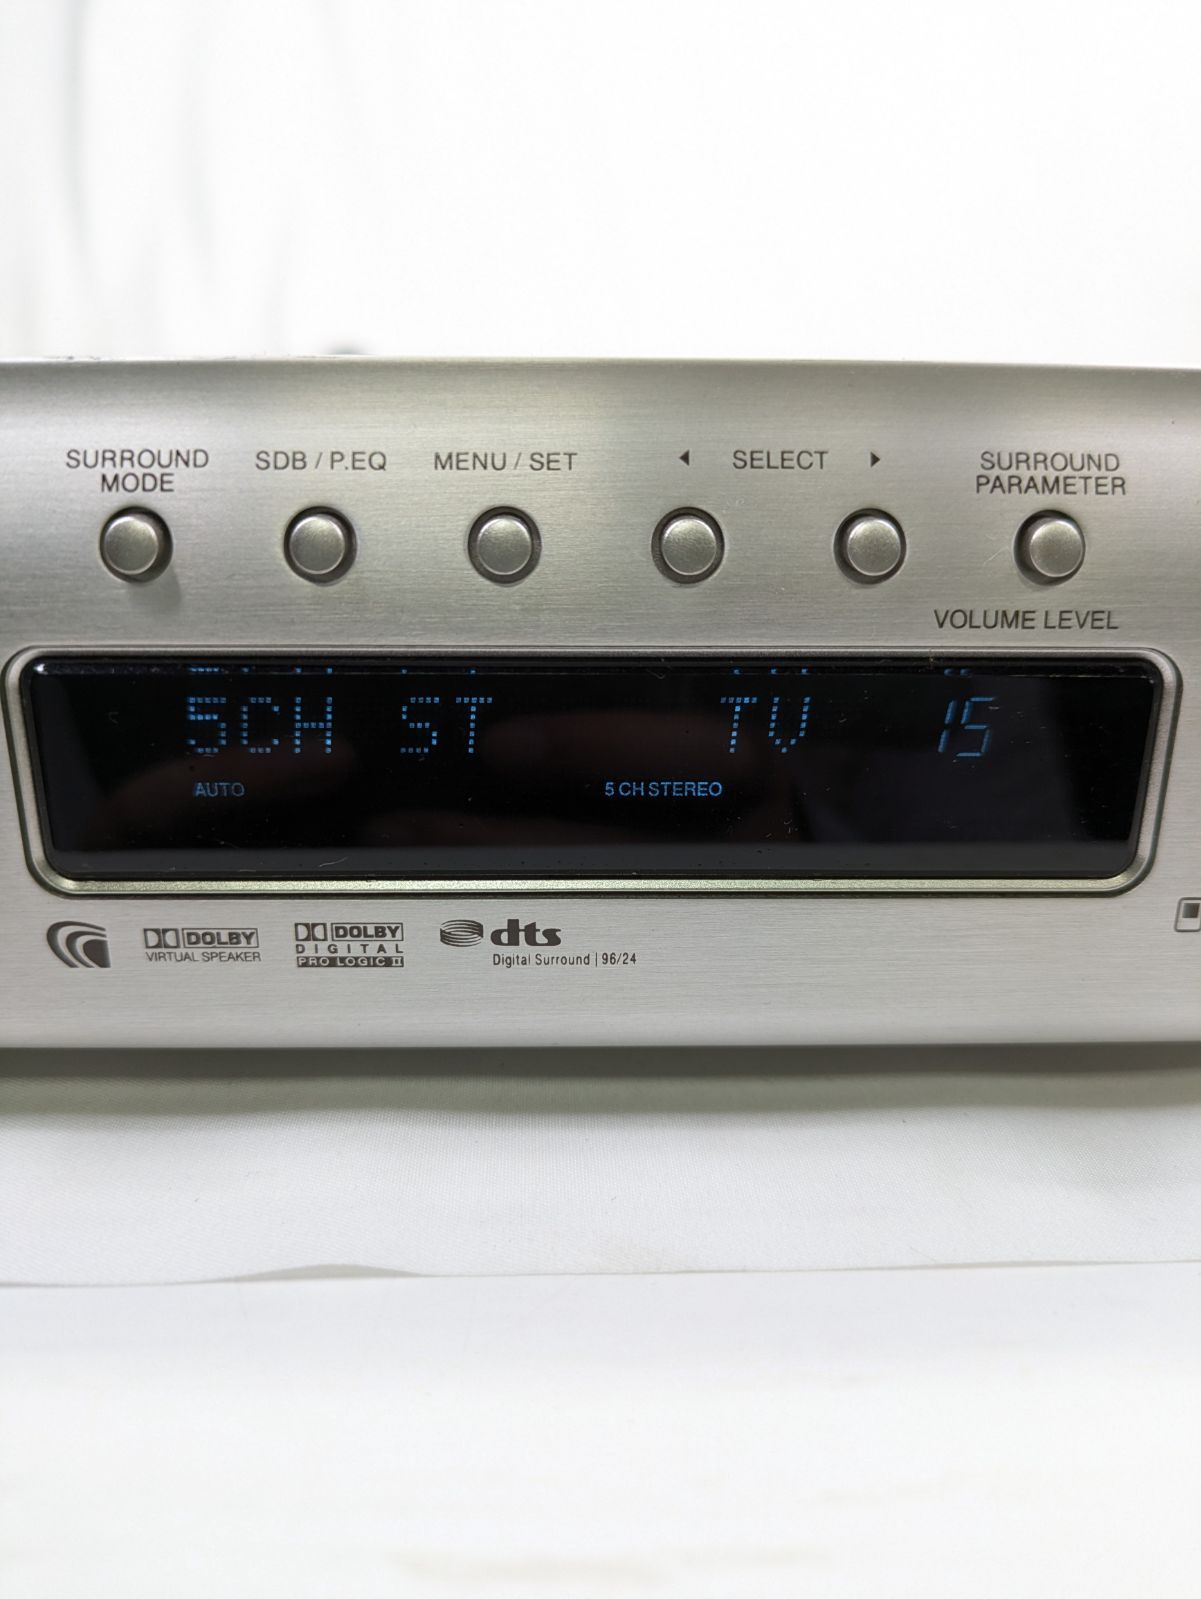 SURROUND MODE
SDB / P.EQ
MENU / SET
◄ SELECT ►
SURROUND PARAMETER
VOLUME LEVEL
5CH ST TV 15
AUTO 5 CH STEREO
DOLBY
VIRTUAL SPEAKER
DOLBY
DIGITAL
PRO LOGIC II
dts
Digital Surround | 96/24